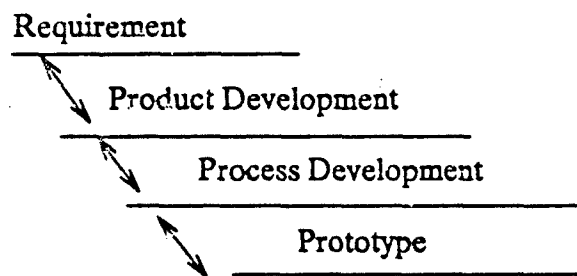 Requirement
Product Development
Process Development
Prototype